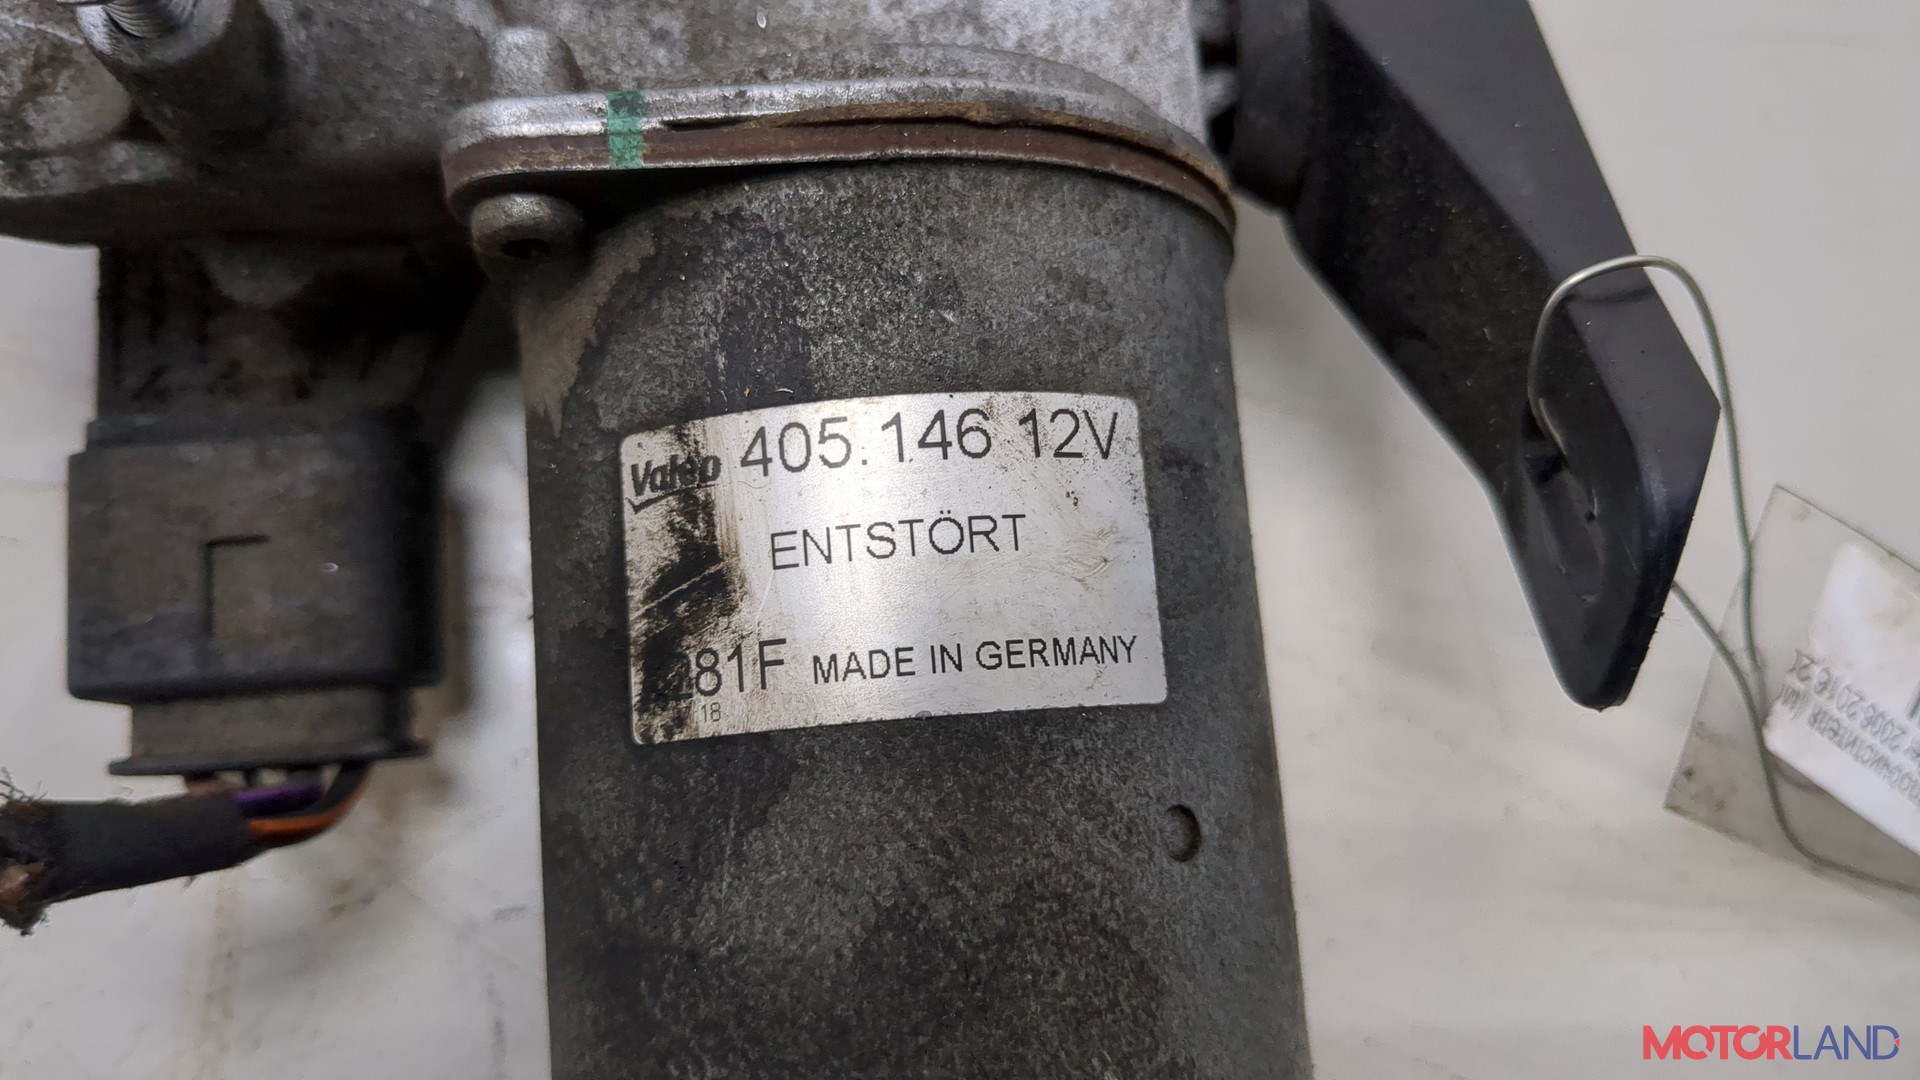 Valeo 405.146 12V
ENTSTÖRT
281F MADE IN GERMANY
18
MOTORLAND